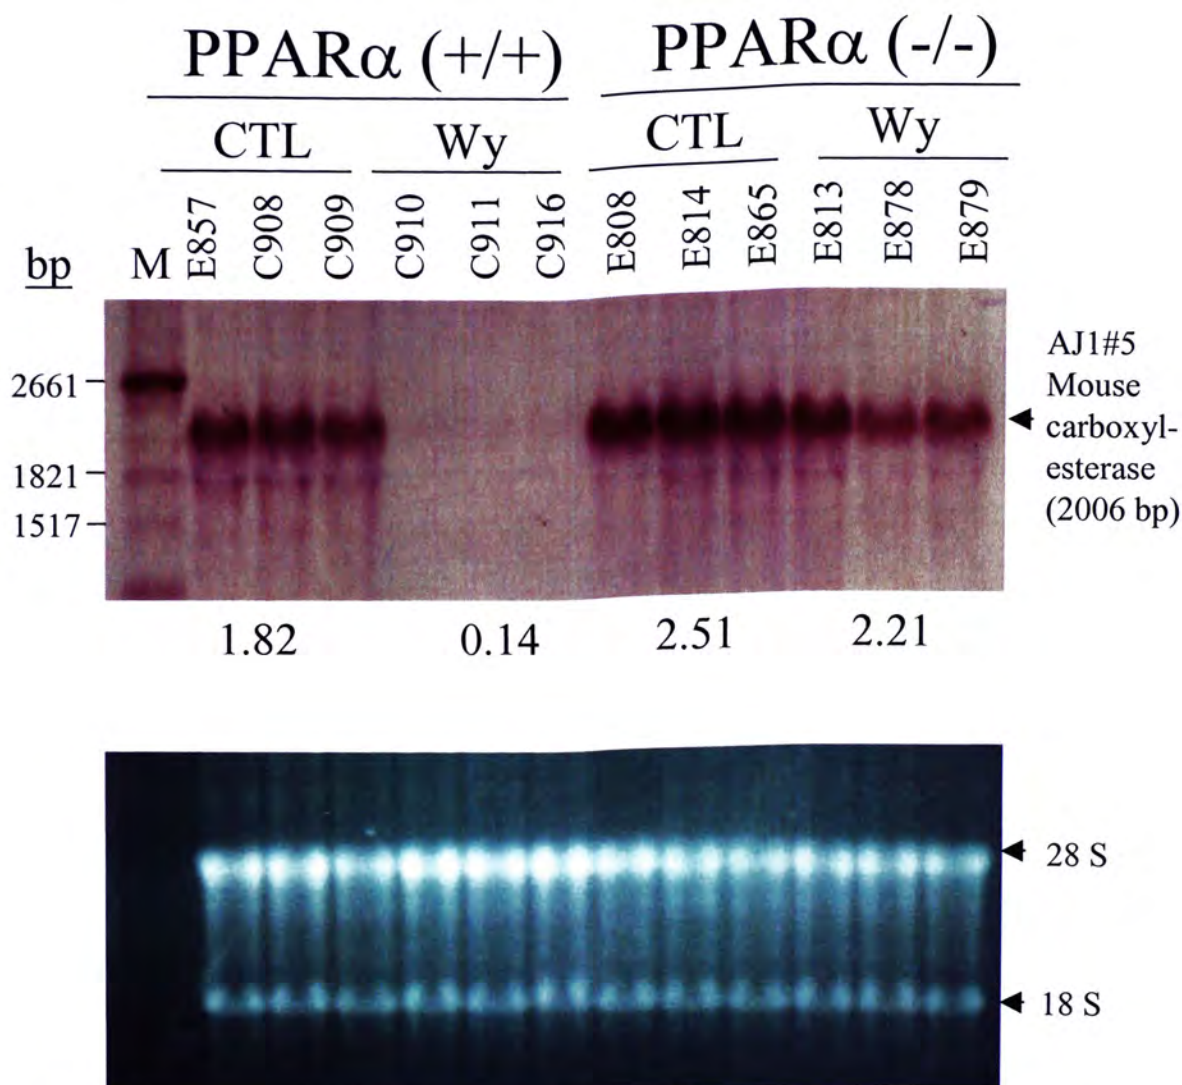 PPARα (+/+) PPARα (-/-)
CTL Wy CTL Wy
bp M E857 C908 C909 C910 C911 C916 E808 E814 E865 E813 E878 E879
2661
1821
1517
AJ1#5
Mouse
carboxyl-
esterase
(2006 bp)
1.82 0.14 2.51 2.21
28 S
18 S